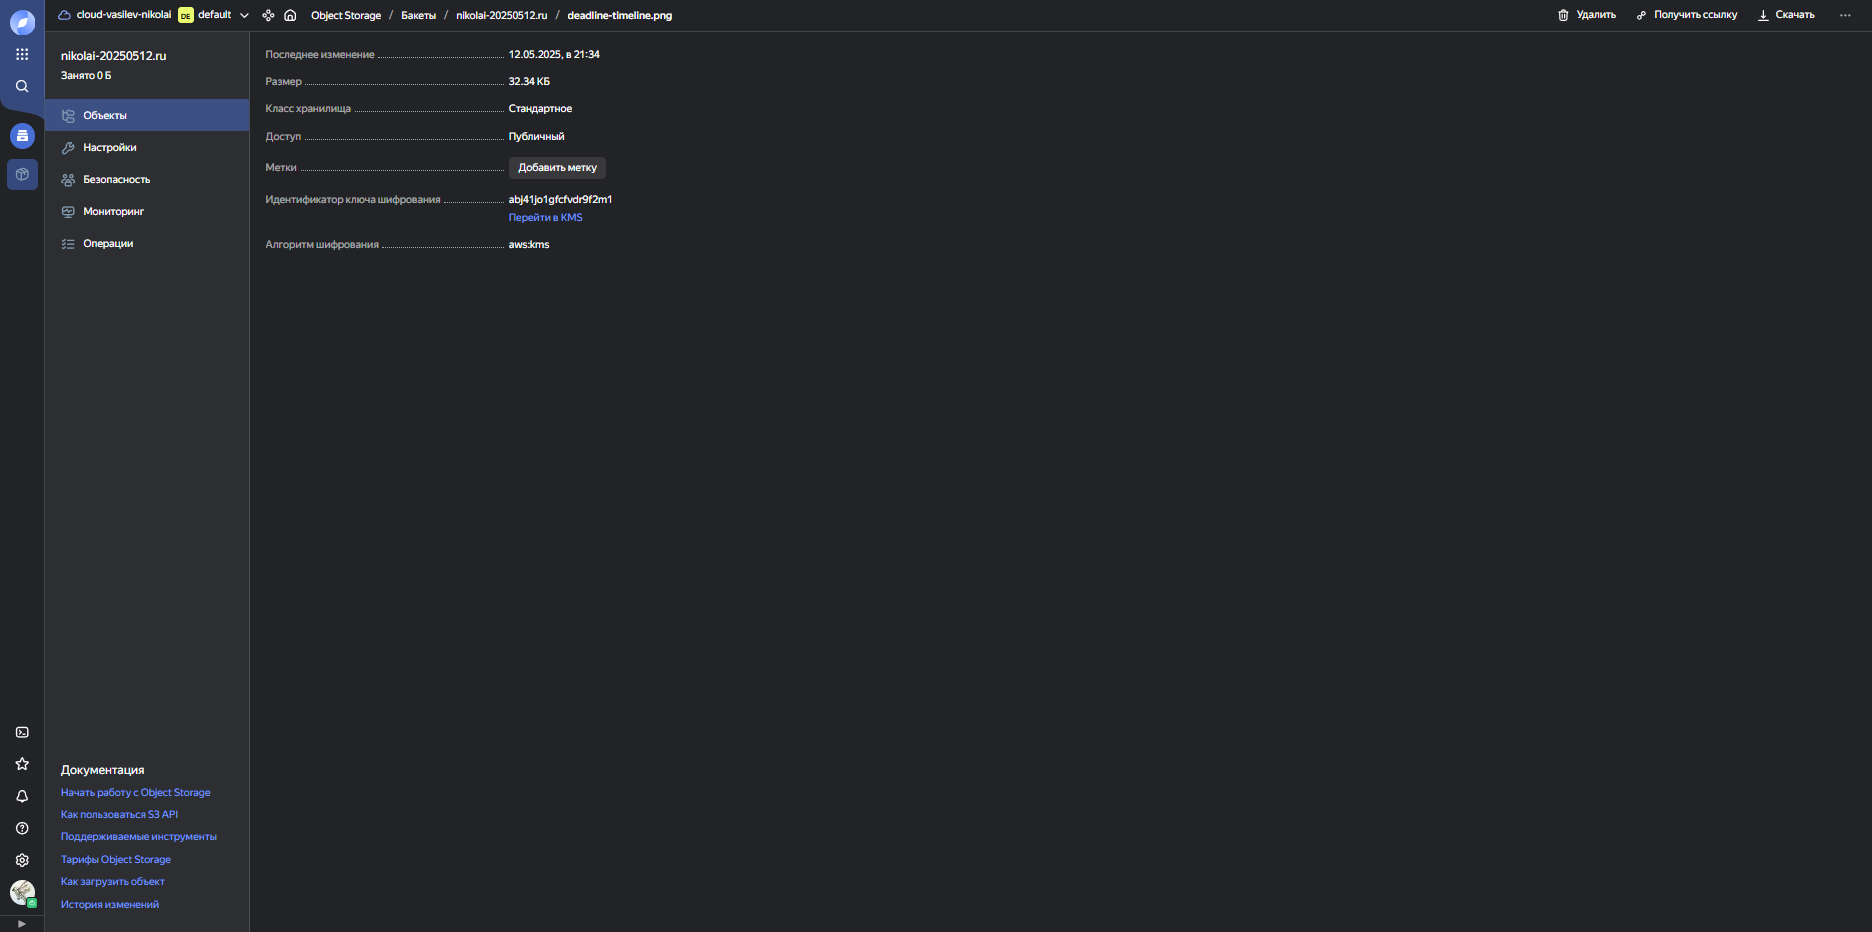 cloud-vasilev-nikolai DE default Object Storage / Бакеты / nikolai-20250512.ru / deadline-timeline.png Удалить Получить ссылку Скачать
nikolai-20250512.ru
Занято 0 Б
Объекты
Настройки
Безопасность
Мониторинг
Операции
Последнее изменение 12.05.2025, в 21:34
Размер 32.34 КБ
Класс хранилища Стандартное
Доступ Публичный
Метки Добавить метку
Идентификатор ключа шифрования abj41jo1gfcfvdr9f2m1
Перейти в KMS
Алгоритм шифрования aws:kms
Документация
Начать работу с Object Storage
Как пользоваться S3 API
Поддерживаемые инструменты
Тарифы Object Storage
Как загрузить объект
История изменений